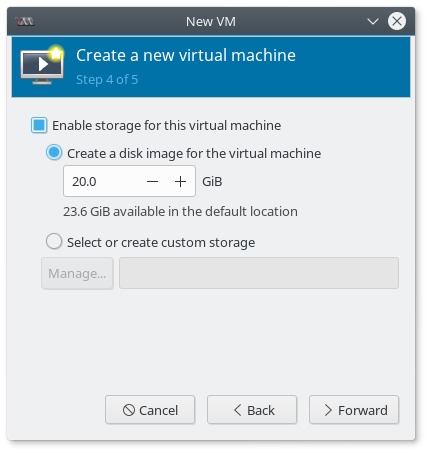 New VM
Create a new virtual machine
Step 4 of 5
Enable storage for this virtual machine
Create a disk image for the virtual machine
20.0 GiB
23.6 GiB available in the default location
Select or create custom storage
Manage...
Cancel Back Forward